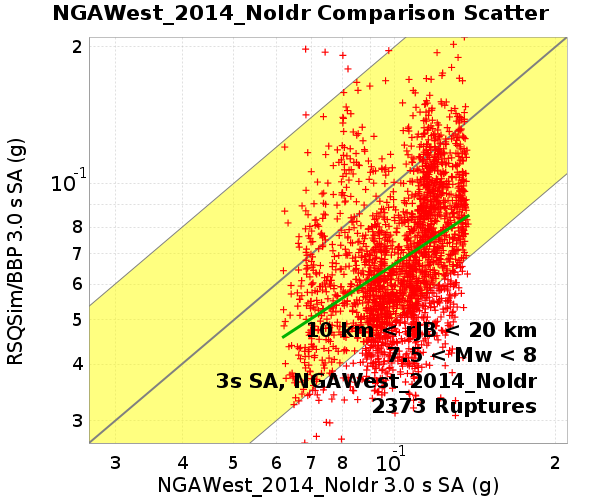 NGAWest_2014_NoIdr Comparison Scatter
RSQSim/BBP 3.0 s SA (g)
2
10-1
8
7
6
5
4
3
10 km < rJB < 20 km
7.5 < Mw < 8
3s SA, NGAWest_2014_NoIdr
2373 Ruptures
3 4 5 6 7 8 10-1 2
NGAWest_2014_NoIdr 3.0 s SA (g)